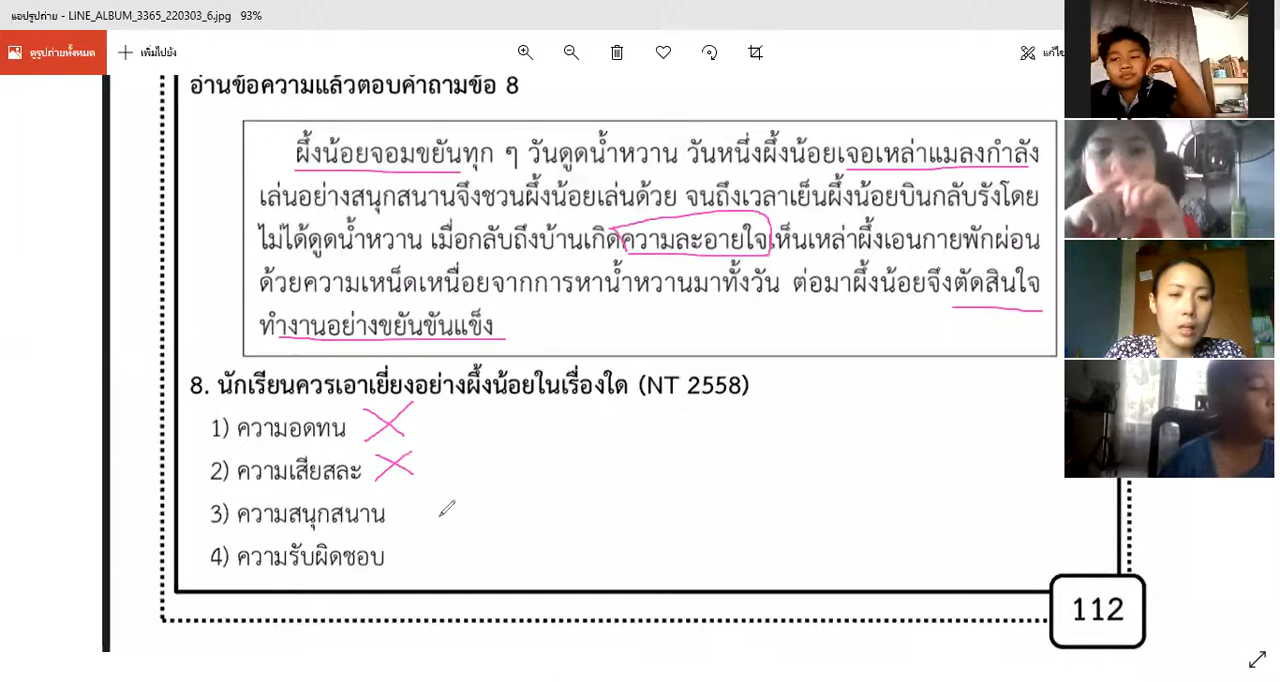 แอปรูปถ่าย - LINE_ALBUM_3365_220303_6.jpg 93%
ดูรูปถ่ายทั้งหมด
เพิ่มไปยัง
แก้ไข
อ่านข้อความแล้วตอบคำถามข้อ 8
ผึ้งน้อยจอมขยันทุก ๆ วันดูดน้ำหวาน วันหนึ่งผึ้งน้อยเจอเหล่าแมลงกำลัง
เล่นอย่างสนุกสนานจึงชวนผึ้งน้อยเล่นด้วย จนถึงเวลาเย็นผึ้งน้อยบินกลับรังโดย
ไม่ได้ดูดน้ำหวาน เมื่อกลับถึงบ้านเกิดความละอายใจเห็นเหล่าผึ้งเอนกายพักผ่อน
ด้วยความเหน็ดเหนื่อยจากการหาน้ำหวานมาทั้งวัน ต่อมาผึ้งน้อยจึงตัดสินใจ
ทำงานอย่างขยันขันแข็ง
8. นักเรียนควรเอาเยี่ยงอย่างผึ้งน้อยในเรื่องใด (NT 2558)
1) ความอดทน
2) ความเสียสละ
3) ความสนุกสนาน
4) ความรับผิดชอบ
112